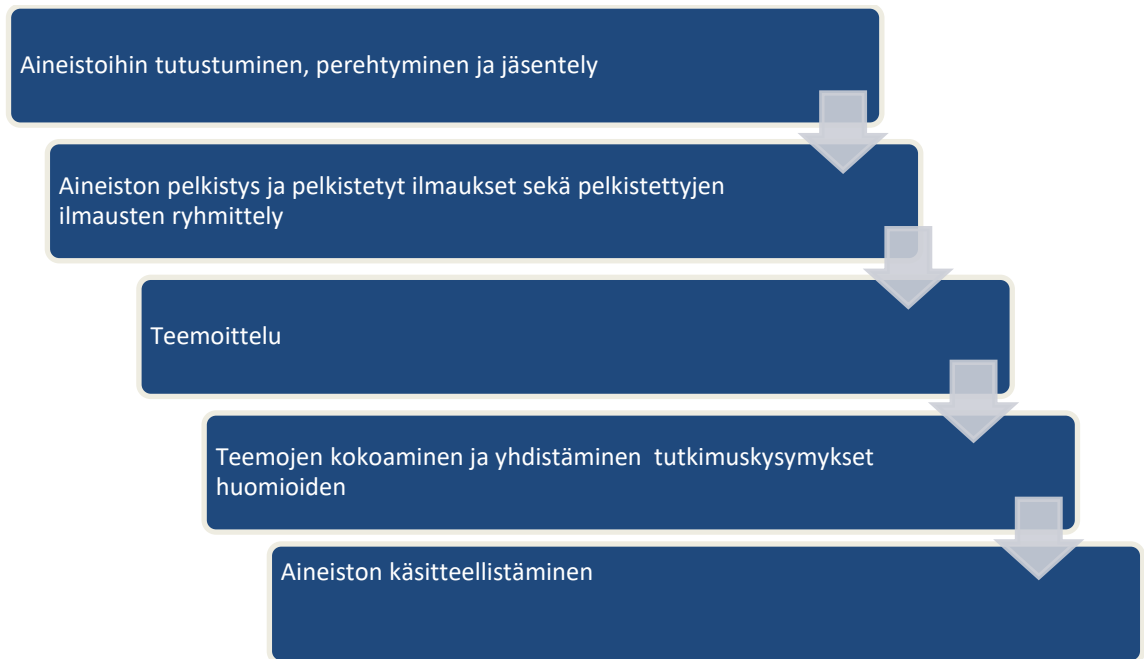 Aineistoihin tutustuminen, perehtyminen ja jäsentely
Aineiston pelkistys ja pelkistetyt ilmaukset sekä pelkistettyjen
ilmausten ryhmittely
Teemoittelu
Teemojen kokoaminen ja yhdistäminen  tutkimuskysymykset
huomioiden
Aineiston käsitteellistäminen